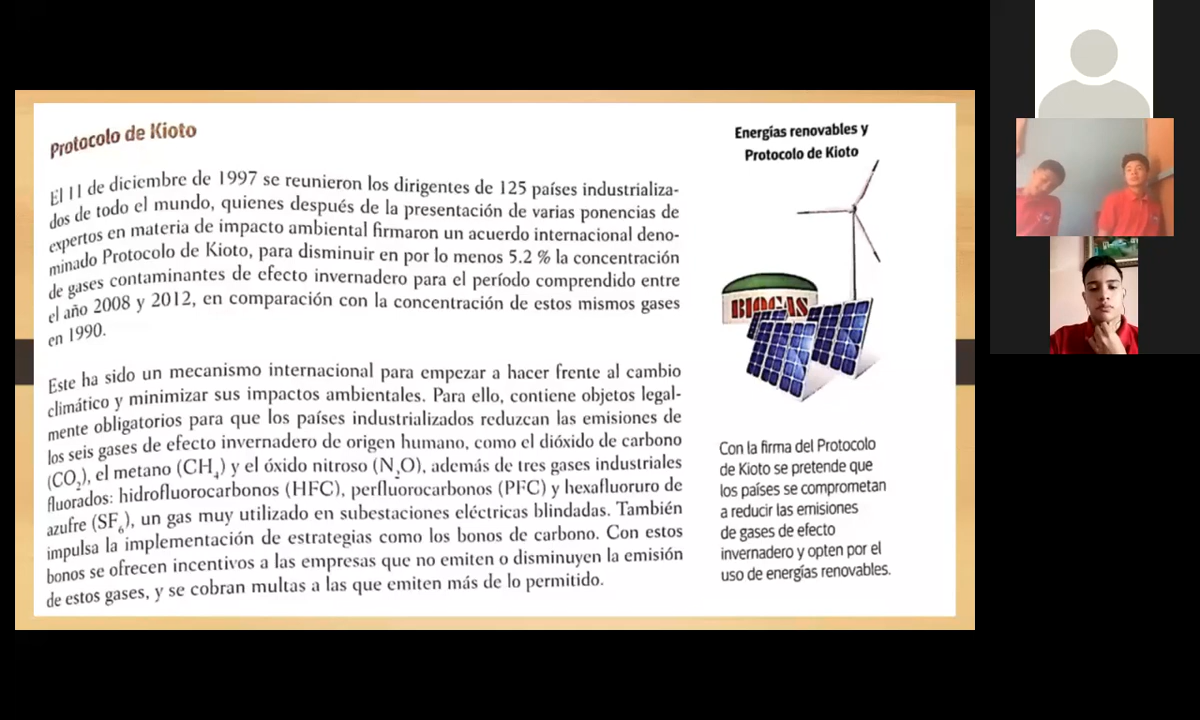 Protocolo de Kioto
El 11 de diciembre de 1997 se reunieron los dirigentes de 125 países industrializa-
dos de todo el mundo, quienes después de la presentación de varias ponencias de
expertos en materia de impacto ambiental firmaron un acuerdo internacional deno-
minado Protocolo de Kioto, para disminuir en por lo menos 5.2 % la concentración
de gases contaminantes de efecto invernadero para el período comprendido entre
el año 2008 y 2012, en comparación con la concentración de estos mismos gases
en 1990.
Este ha sido un mecanismo internacional para empezar a hacer frente al cambio
climático y minimizar sus impactos ambientales. Para ello, contiene objetos legal-
mente obligatorios para que los países industrializados reduzcan las emisiones de
los seis gases de efecto invernadero de origen humano, como el dióxido de carbono
(CO₂), el metano (CH₄) y el óxido nitroso (N₂O), además de tres gases industriales
fluorados: hidrofluorocarbonos (HFC), perfluorocarbonos (PFC) y hexafluoruro de
azufre (SF₆), un gas muy utilizado en subestaciones eléctricas blindadas. También
impulsa la implementación de estrategias como los bonos de carbono. Con estos
bonos se ofrecen incentivos a las empresas que no emiten o disminuyen la emisión
de estos gases, y se cobran multas a las que emiten más de lo permitido.
Energías renovables y
Protocolo de Kioto
BIOGAS
Con la firma del Protocolo
de Kioto se pretende que
los países se comprometan
a reducir las emisiones
de gases de efecto
invernadero y opten por el
uso de energías renovables.